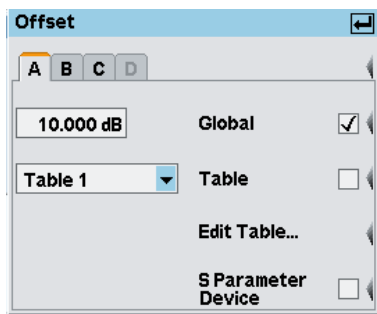 Offset
A B C D
10.000 dB Global
Table 1 Table
Edit Table...
S Parameter
Device